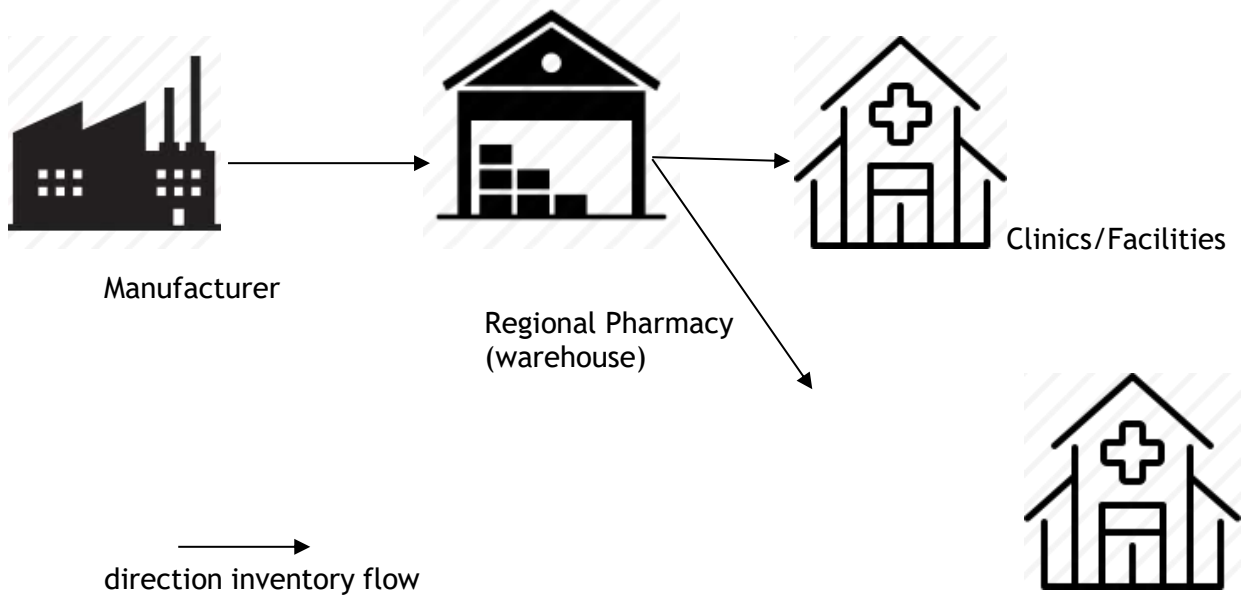 Clinics/Facilities
Manufacturer
Regional Pharmacy
(warehouse)
direction inventory flow